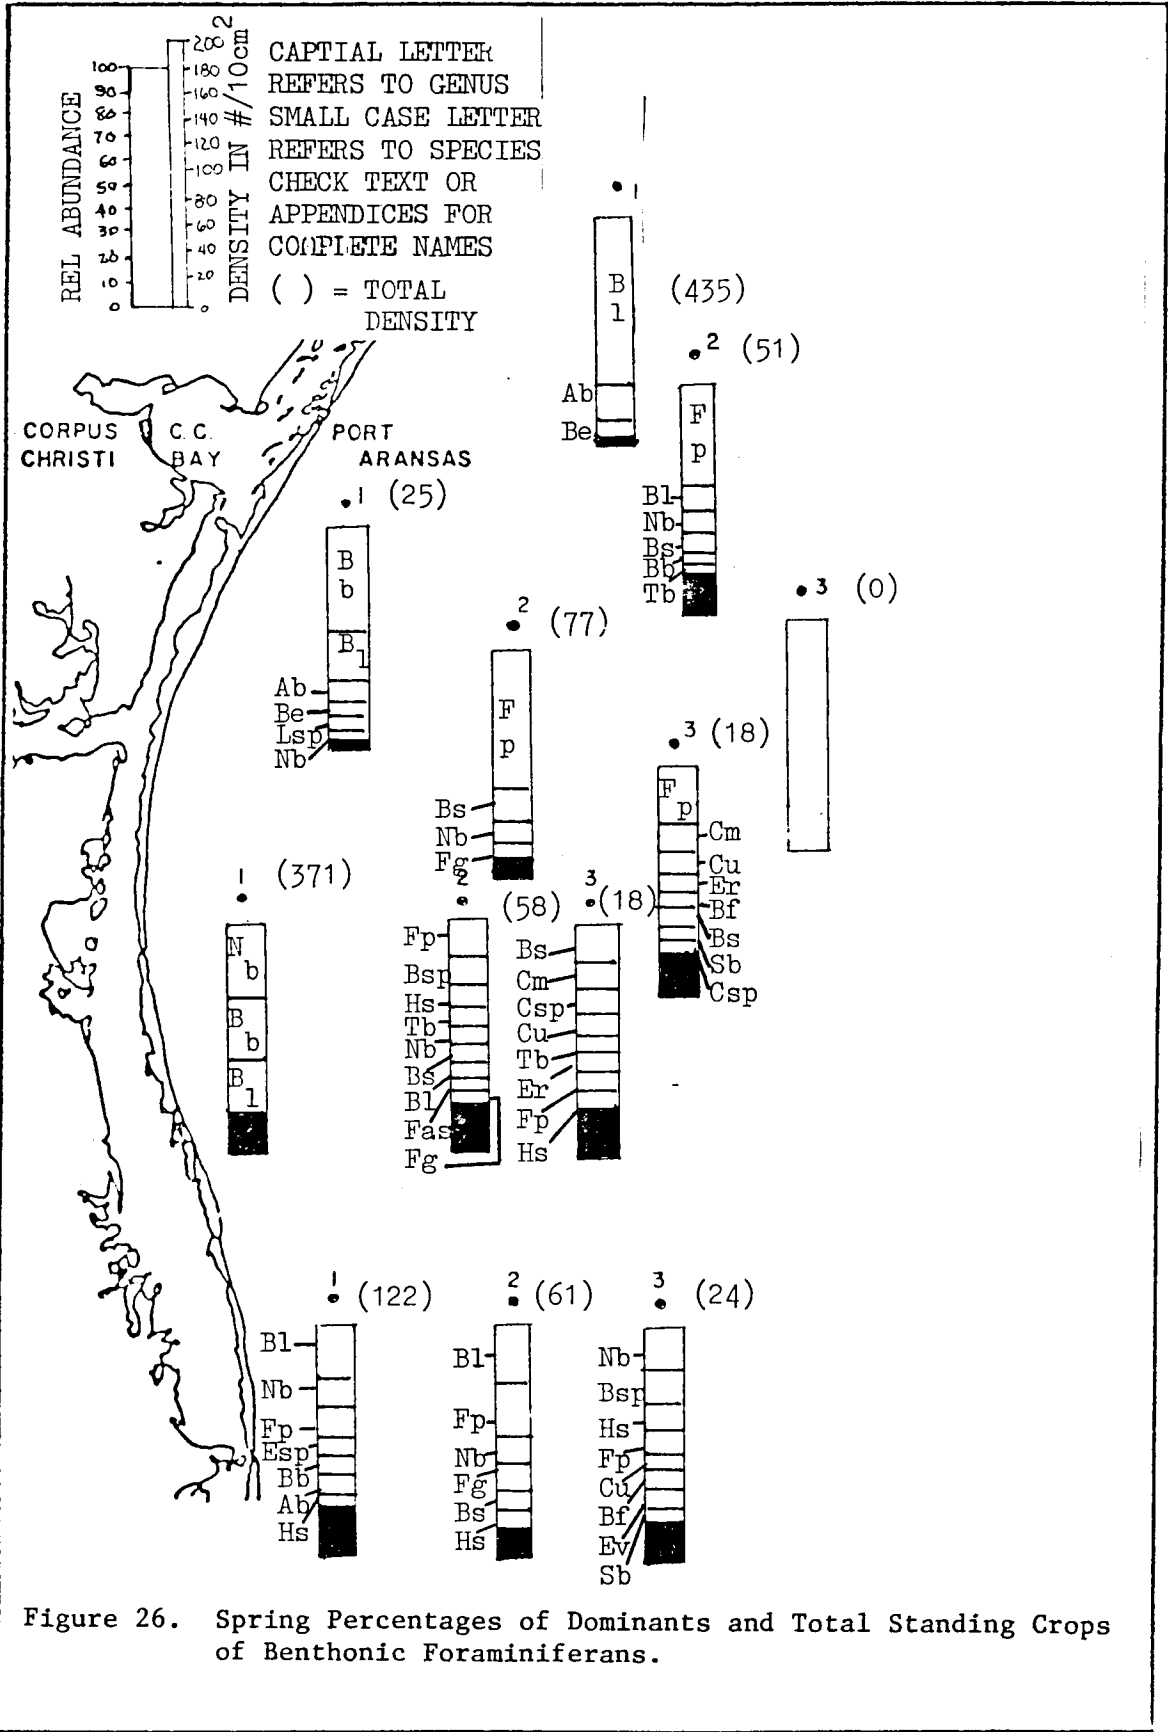 REL ABUNDANCE
100
90
80
70
60
50
40
30
20
10
0
200
180
160
140
120
100
80
60
40
20
0
DENSITY IN #/10cm2
CAPTIAL LETTER
REFERS TO GENUS
SMALL CASE LETTER
REFERS TO SPECIES
CHECK TEXT OR
APPENDICES FOR
COMPLETE NAMES
( ) = TOTAL
DENSITY
CORPUS
CHRISTI
C.C.
BAY
PORT
ARANSAS
1
(435)
B
l
Ab
Be
2 (51)
F
p
Bl
Nb
Bs
Bb
Tb
3 (0)
1 (25)
B
b
Bl
Ab
Be
Lsp
Nb
2 (77)
F
p
Bs
Nb
Fg
3 (18)
F
p
Cm
Cu
Er
Bf
Bs
Sb
Csp
1 (371)
N
b
B
b
B
l
2 (58)
Fp
Bsp
Hs
Tb
Nb
Bs
Bl
Fas
Fg
3 (18)
Bs
Cm
Csp
Cu
Tb
Er
Fp
Hs
1 (122)
Bl
Nb
Fp
Esp
Bb
Ab
Hs
2 (61)
Bl
Fp
Nb
Fg
Bs
Hs
3 (24)
Nb
Bsp
Hs
Fp
Cu
Bf
Ev
Sb
Figure 26. Spring Percentages of Dominants and Total Standing Crops
of Benthonic Foraminiferans.